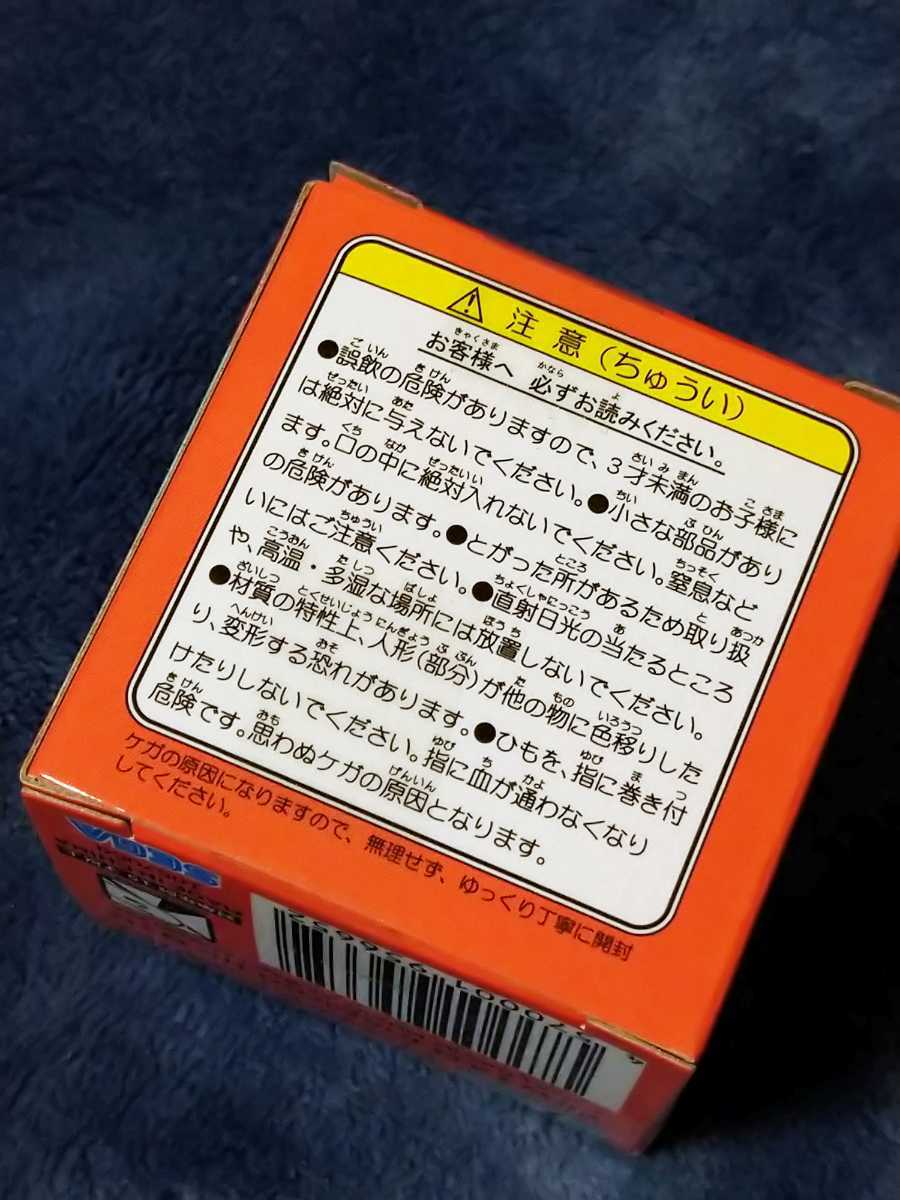 ⚠ 注意(ちゅうい)
お客様へ 必ずお読みください。
●誤飲の危険がありますので、3才未満のお子様に
は絶対に与えないでください。●小さな部品があり
ます。口の中に絶対入れないでください。窒息など
の危険があります。●とがった所があるため取り扱
いにはご注意ください。●直射日光の当たるところ
や、高温・多湿な場所には放置しないでください。
●材質の特性上、人形(部分)が他の物に色移りした
り、変形する恐れがあります。●ひもを、指に巻き付
けたりしないでください。指に血が通わなくなり
危険です。思わぬケガの原因となります。
ケガの原因になりますので、無理せず、ゆっくり丁寧に開封
してください。
SEGA